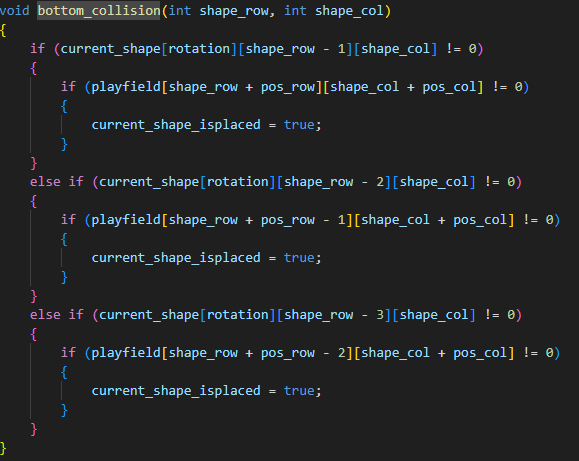 void bottom_collision(int shape_row, int shape_col)
{
    if (current_shape[rotation][shape_row - 1][shape_col] != 0)
    {
        if (playfield[shape_row + pos_row][shape_col + pos_col] != 0)
        {
            current_shape_isplaced = true;
        }
    }
    else if (current_shape[rotation][shape_row - 2][shape_col] != 0)
    {
        if (playfield[shape_row + pos_row - 1][shape_col + pos_col] != 0)
        {
            current_shape_isplaced = true;
        }
    }
    else if (current_shape[rotation][shape_row - 3][shape_col] != 0)
    {
        if (playfield[shape_row + pos_row - 2][shape_col + pos_col] != 0)
        {
            current_shape_isplaced = true;
        }
    }
}